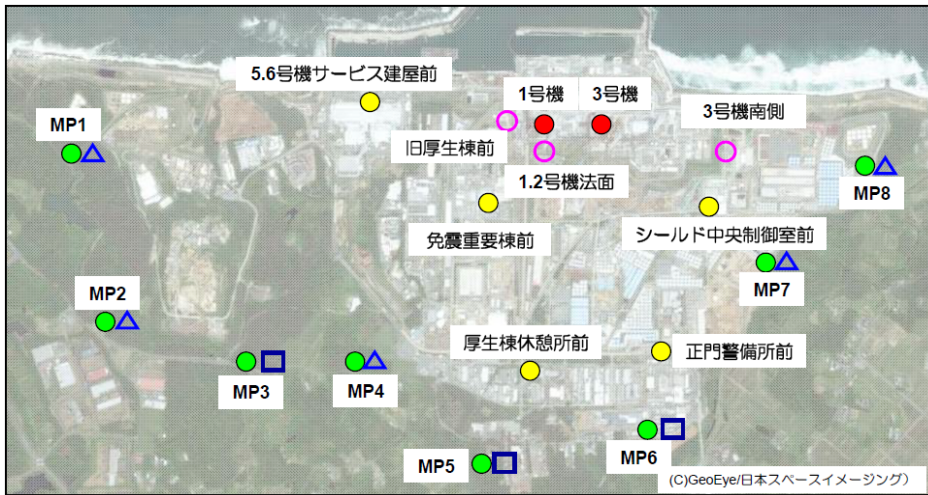 5.6号機サービス建屋前
1号機
3号機
3号機南側
MP1
旧厚生棟前
1.2号機法面
MP8
免震重要棟前
シールド中央制御室前
MP7
MP2
厚生棟休憩所前
正門警備所前
MP3
MP4
MP6
MP5
(C)GeoEye/日本スペースイメージング）